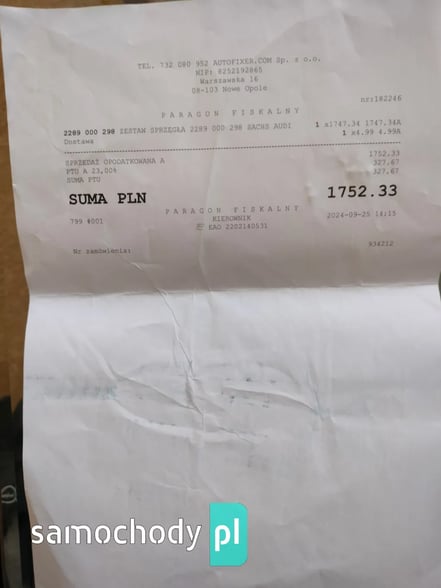 TEL. 732 080 952 AUTOFIXER.COM Sp. z o.o.
NIP: 8252192865
Warszawska 16
08-103 Nowe Opole
nr:182246
PARAGON FISKALNY
2289 000 298 ZESTAW SPRZĘGŁA 2289 000 298 SACHS AUDI 1 x1747.34 1747.34A
Dostawa 1 x4.99 4.99A
SPRZEDAŻ OPODATKOWANA A 1752.33
PTU A 23,00% 327.67
SUMA PTU 327.67
SUMA PLN 1752.33
PARAGON FISKALNY
799 #001 KIEROWNIK 2024-09-25 14:15
EAO 2202140531
Nr zamówienia: 934212
samochody pl